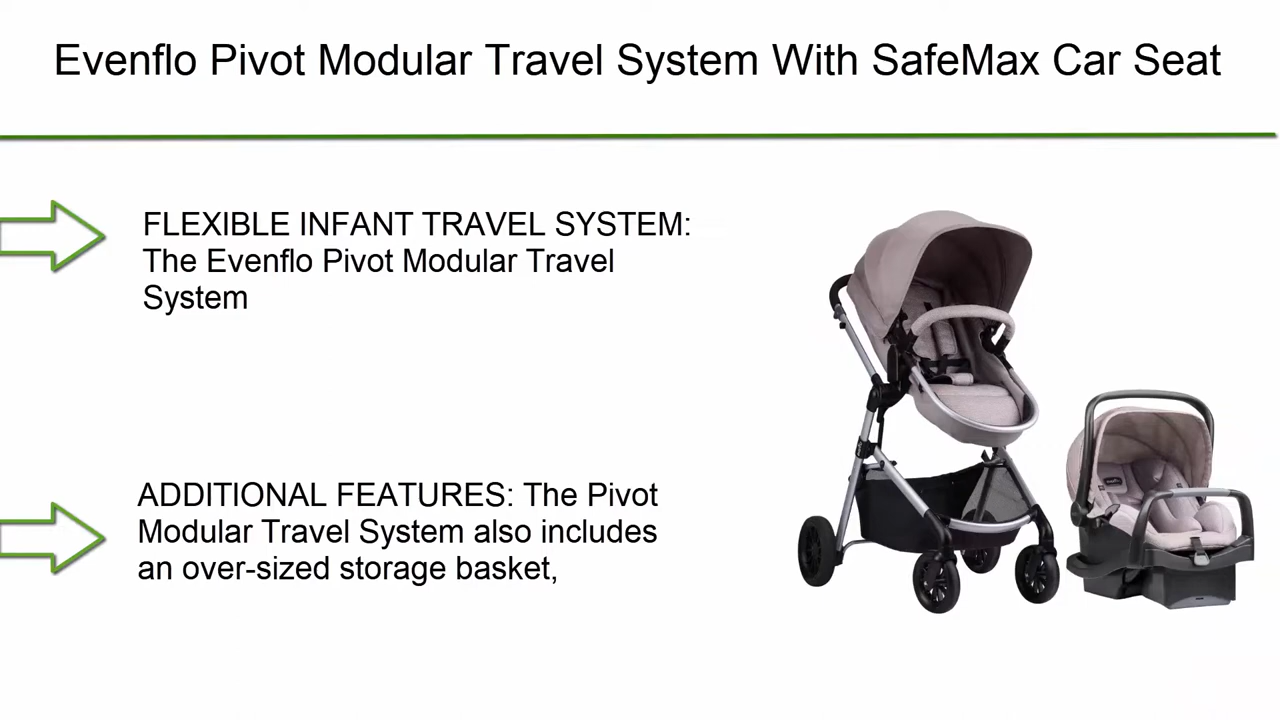 Evenflo Pivot Modular Travel System With SafeMax Car Seat
FLEXIBLE INFANT TRAVEL SYSTEM:
The Evenflo Pivot Modular Travel
System
ADDITIONAL FEATURES: The Pivot
Modular Travel System also includes
an over-sized storage basket,